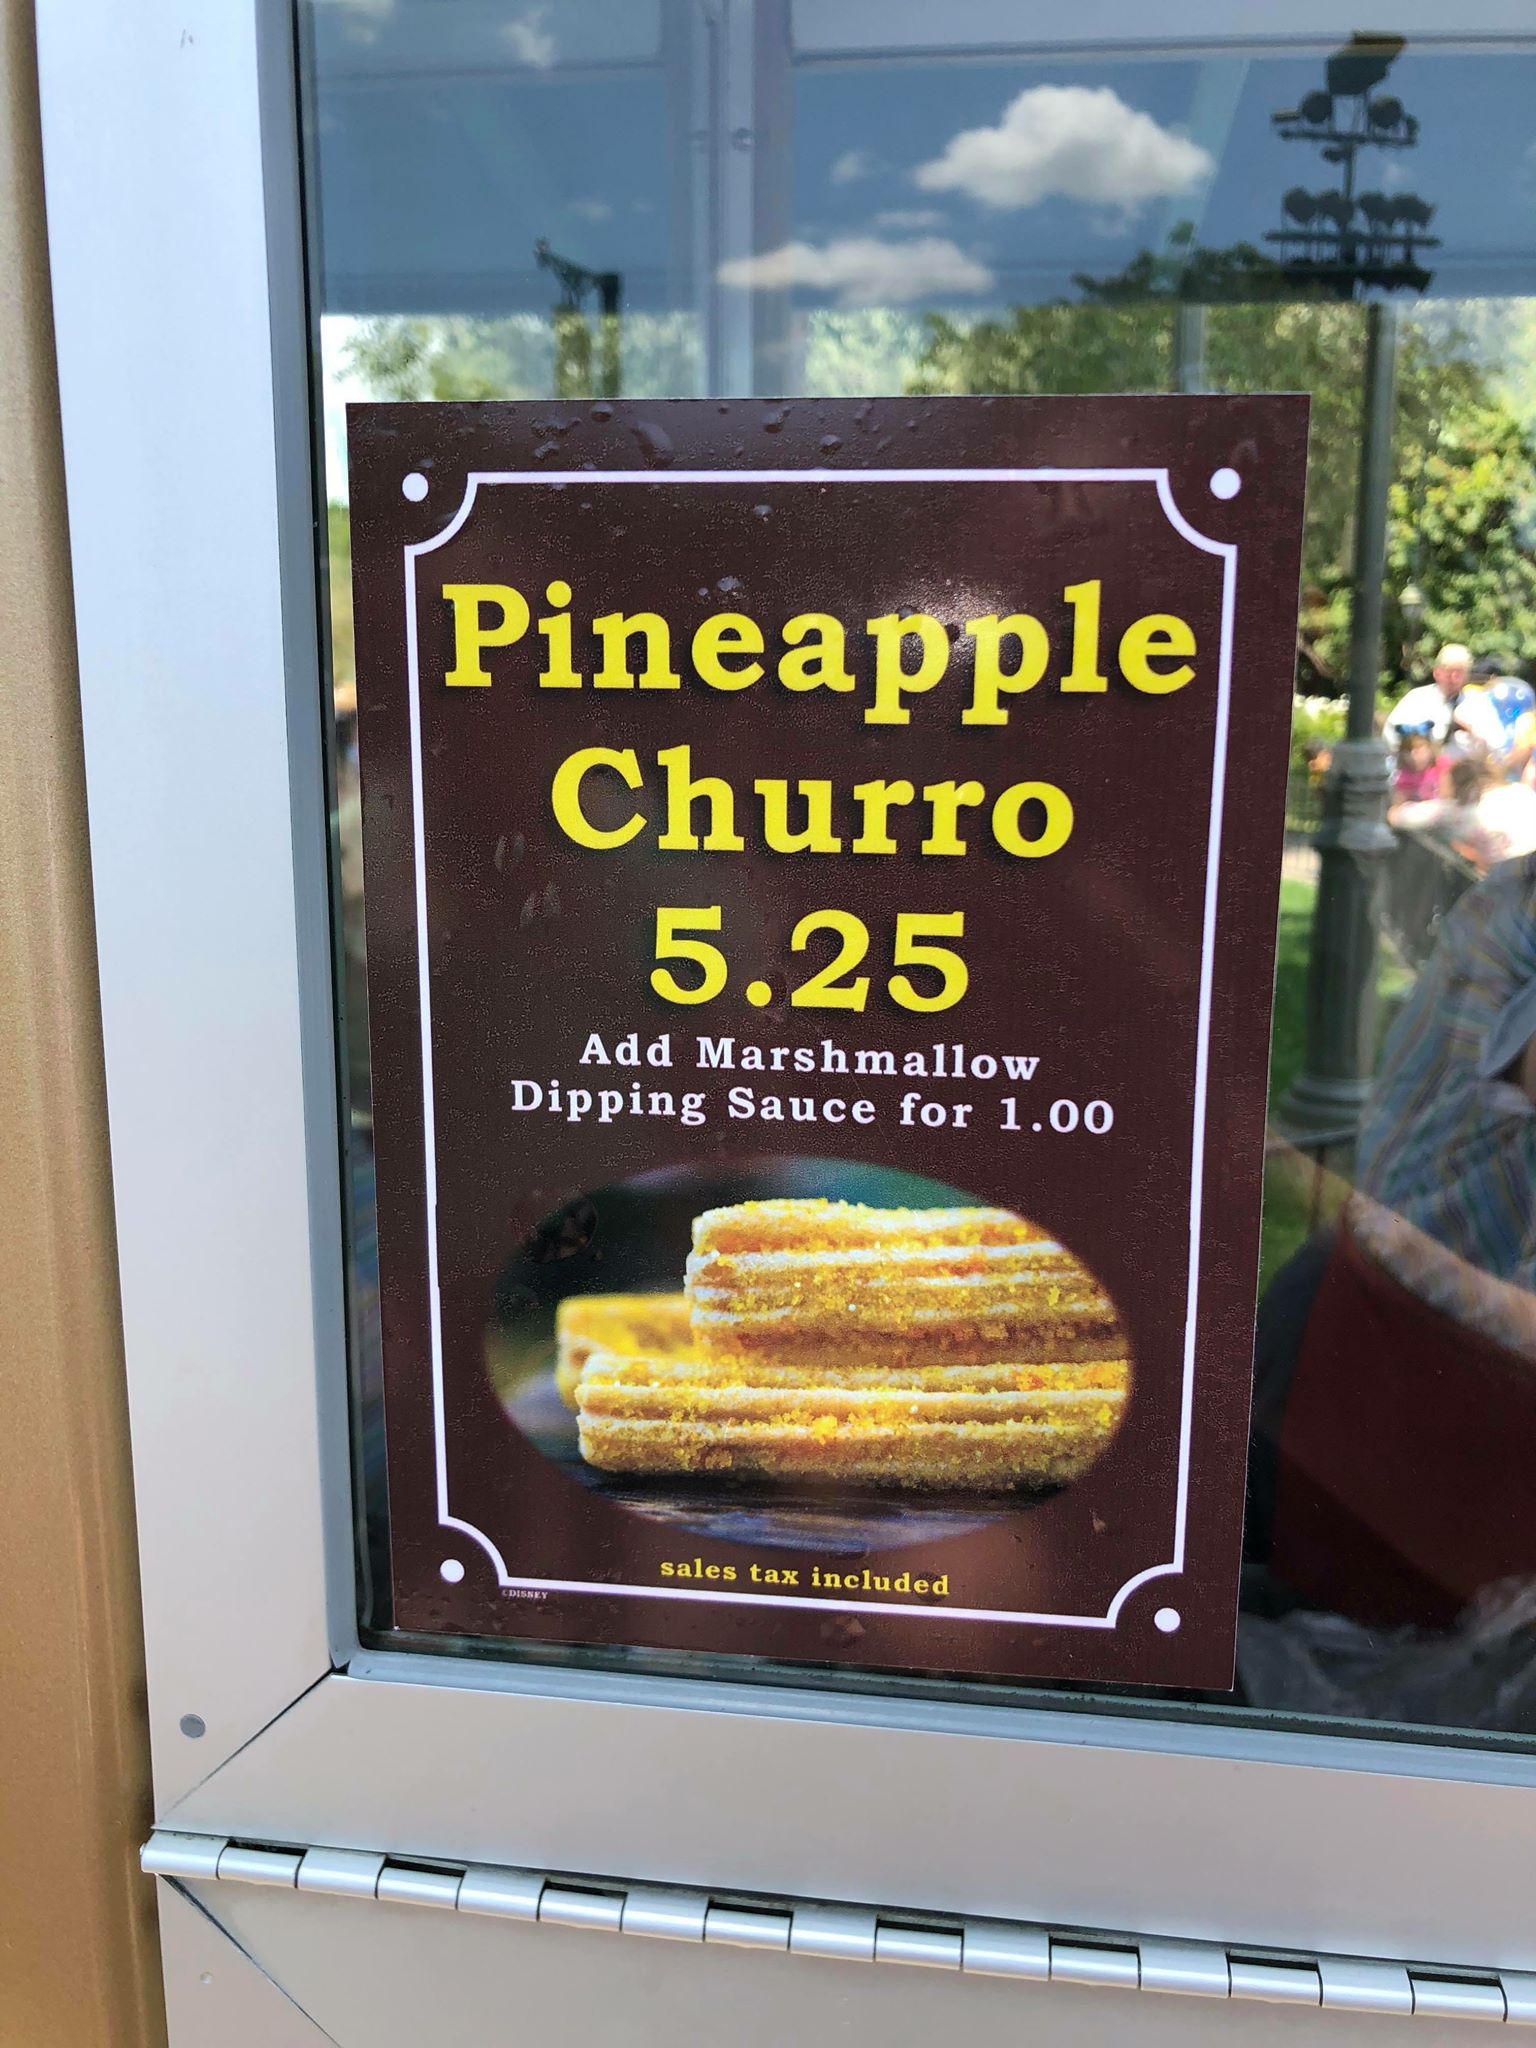 Pineapple
Churro
5.25
Add Marshmallow
Dipping Sauce for 1.00
sales tax included
©DISNEY